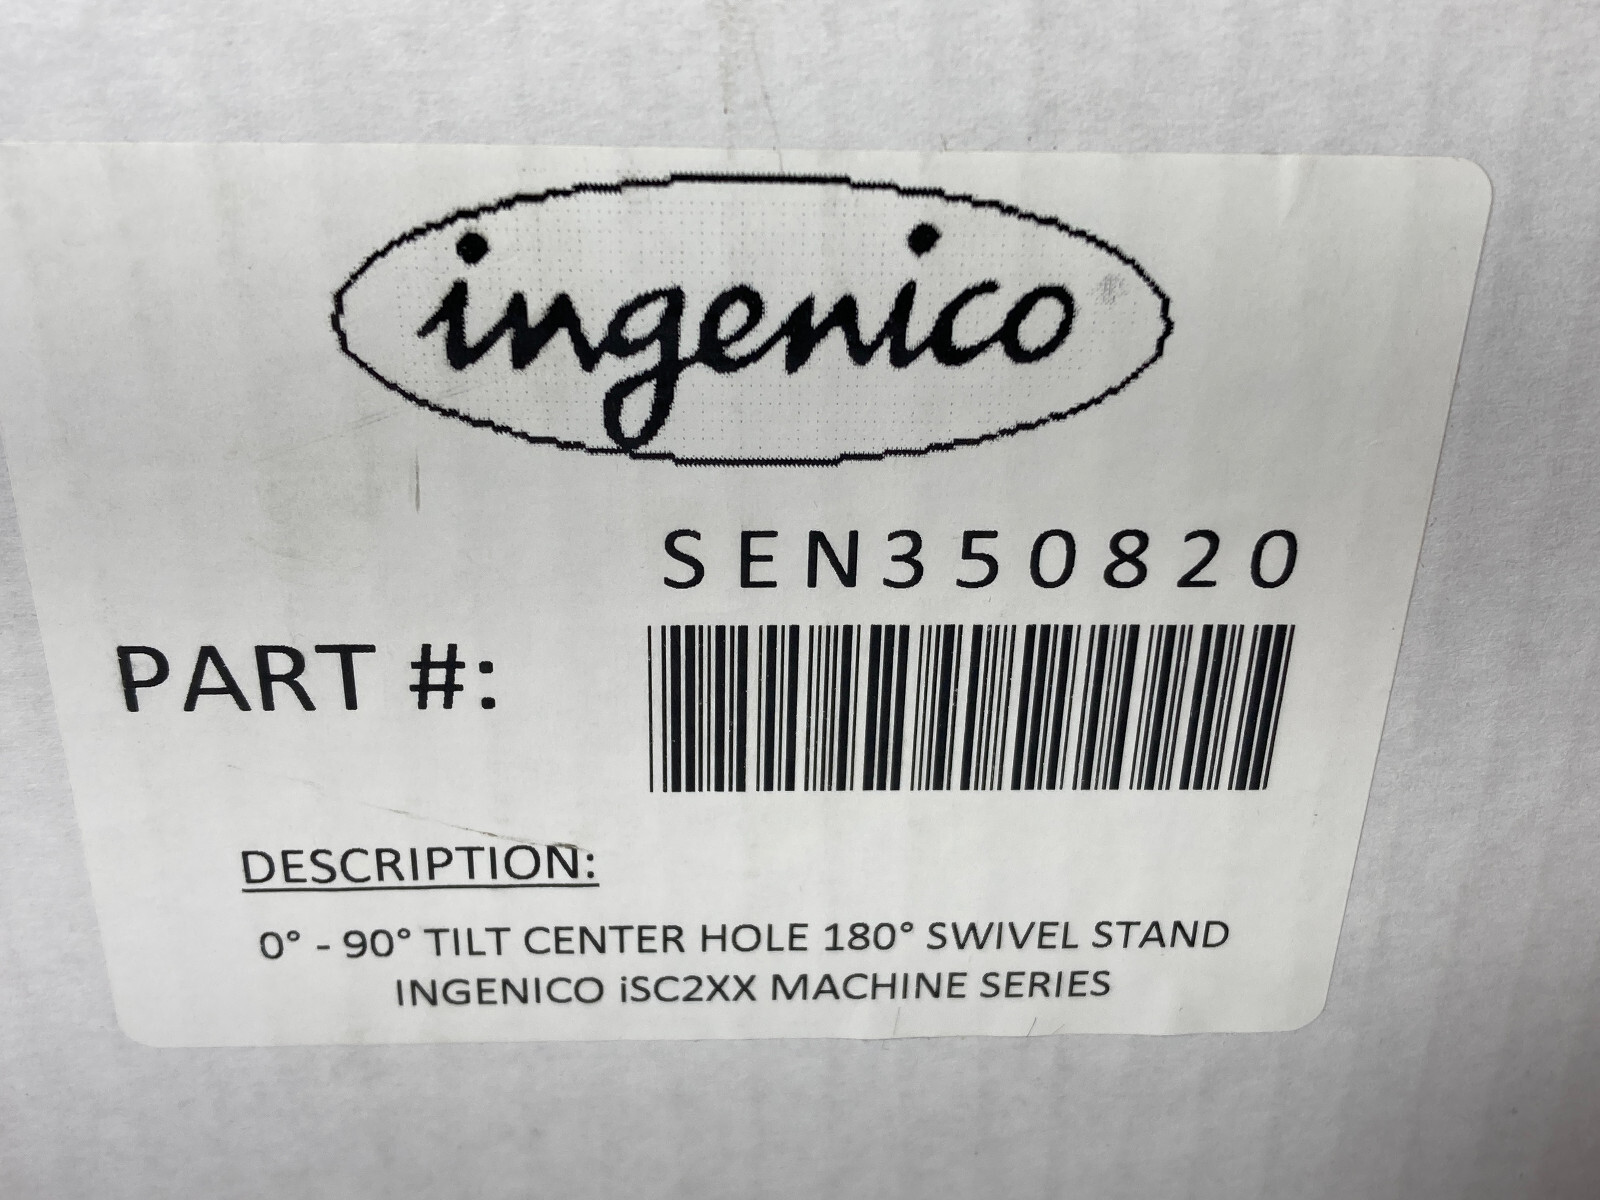 ingenico
SEN350820
PART #:
DESCRIPTION:
0° - 90° TILT CENTER HOLE 180° SWIVEL STAND
INGENICO iSC2XX MACHINE SERIES